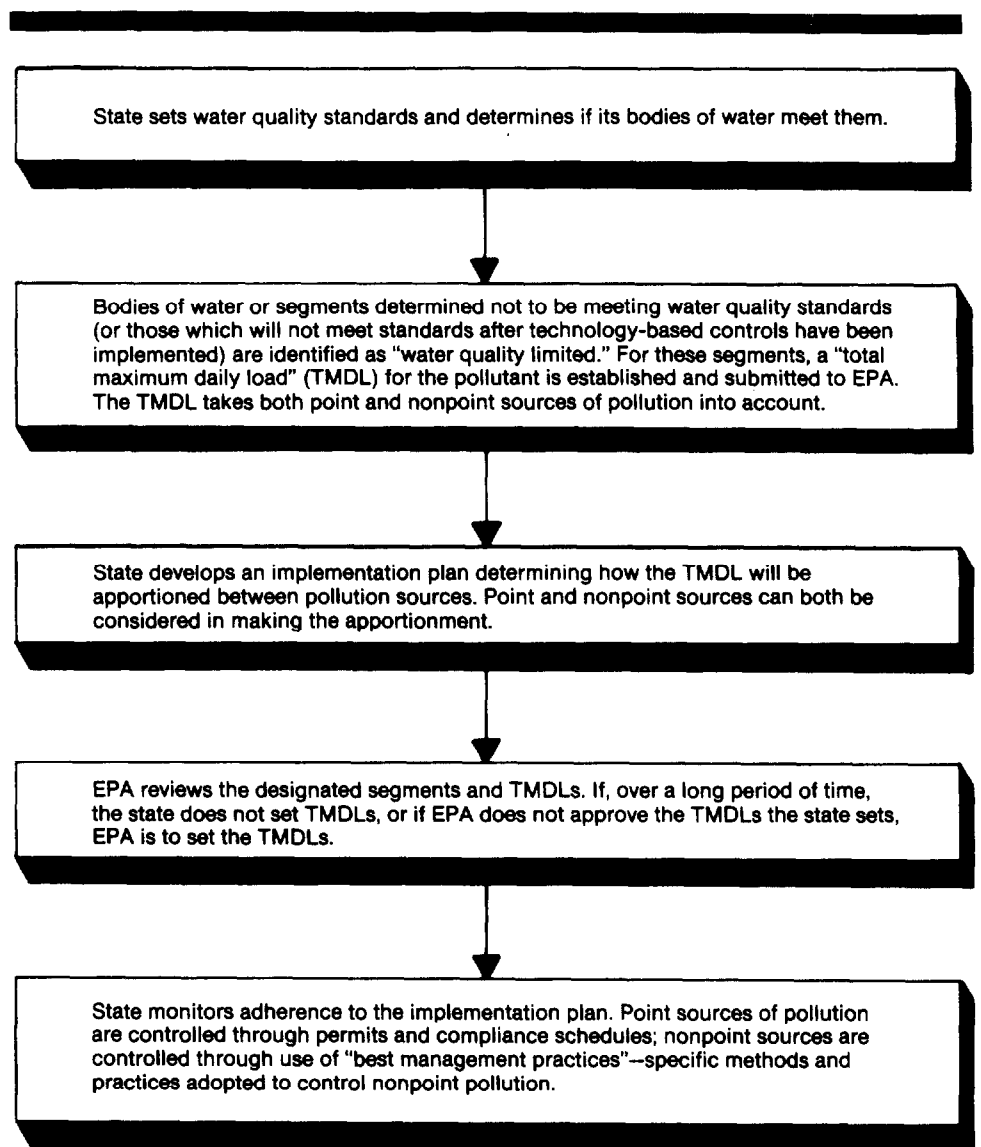 State sets water quality standards and determines if its bodies of water meet them.
Bodies of water or segments determined not to be meeting water quality standards
(or those which will not meet standards after technology-based controls have been
implemented) are identified as “water quality limited.” For these segments, a “total
maximum daily load” (TMDL) for the pollutant is established and submitted to EPA.
The TMDL takes both point and nonpoint sources of pollution into account.
State develops an implementation plan determining how the TMDL will be
apportioned between pollution sources. Point and nonpoint sources can both be
considered in making the apportionment.
EPA reviews the designated segments and TMDLs. If, over a long period of time,
the state does not set TMDLs, or if EPA does not approve the TMDLs the state sets,
EPA is to set the TMDLs.
State monitors adherence to the implementation plan. Point sources of pollution
are controlled through permits and compliance schedules; nonpoint sources are
controlled through use of “best management practices”--specific methods and
practices adopted to control nonpoint pollution.